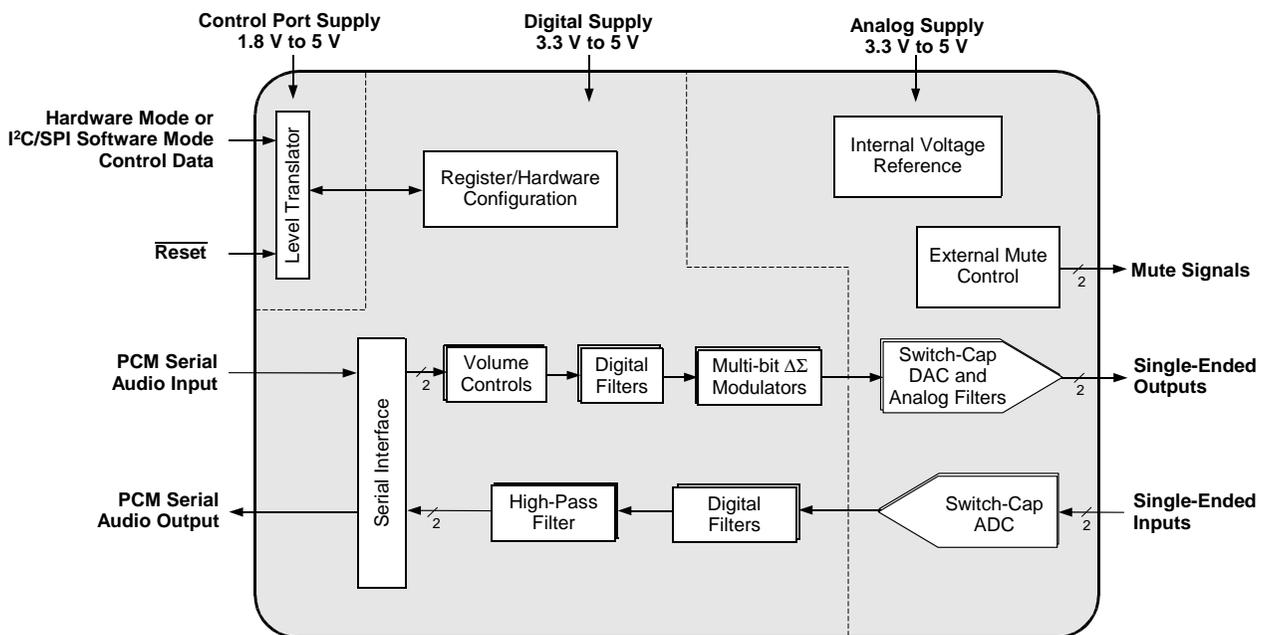 Control Port Supply
1.8 V to 5 V
Digital Supply
3.3 V to 5 V
Analog Supply
3.3 V to 5 V
Hardware Mode or
I²C/SPI Software Mode
Control Data
Reset
Level Translator
Register/Hardware
Configuration
Internal Voltage
Reference
External Mute
Control
2
Mute Signals
PCM Serial
Audio Input
Serial Interface
2
Volume
Controls
Digital
Filters
Multi-bit ΔΣ
Modulators
Switch-Cap
DAC and
Analog Filters
2
Single-Ended
Outputs
PCM Serial
Audio Output
2
High-Pass
Filter
Digital
Filters
Switch-Cap
ADC
2
Single-Ended
Inputs